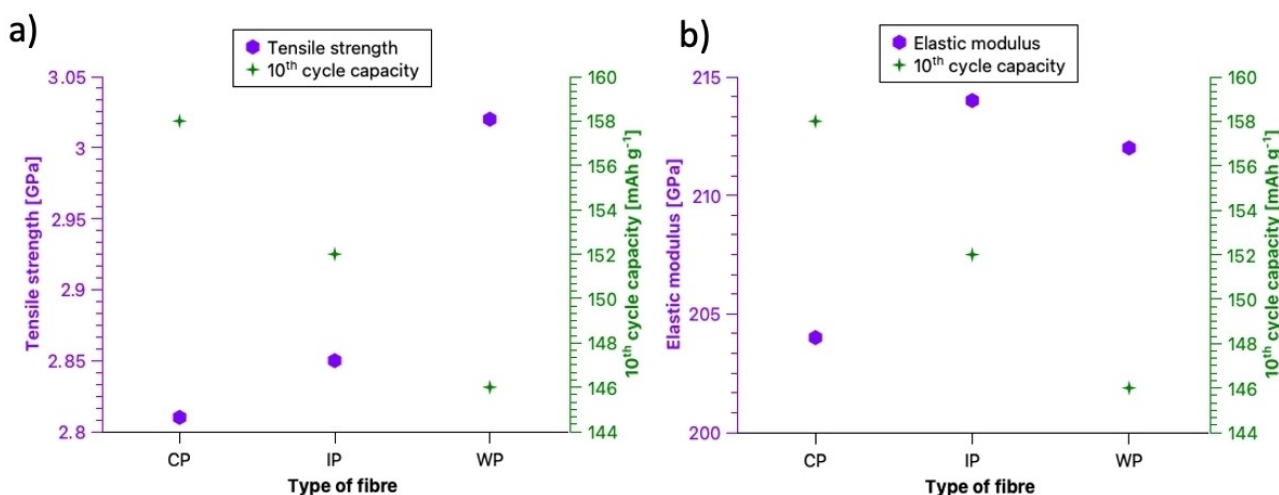 a)
Tensile strength
10th cycle capacity
3.05
3
2.95
2.9
2.85
2.8
Tensile strength [GPa]
160
158
156
154
152
150
148
146
144
10th cycle capacity [mAh g-1]
CP IP WP
Type of fibre
b)
Elastic modulus
10th cycle capacity
215
210
205
200
Elastic modulus [GPa]
160
158
156
154
152
150
148
146
144
10th cycle capacity [mAh g-1]
CP IP WP
Type of fibre